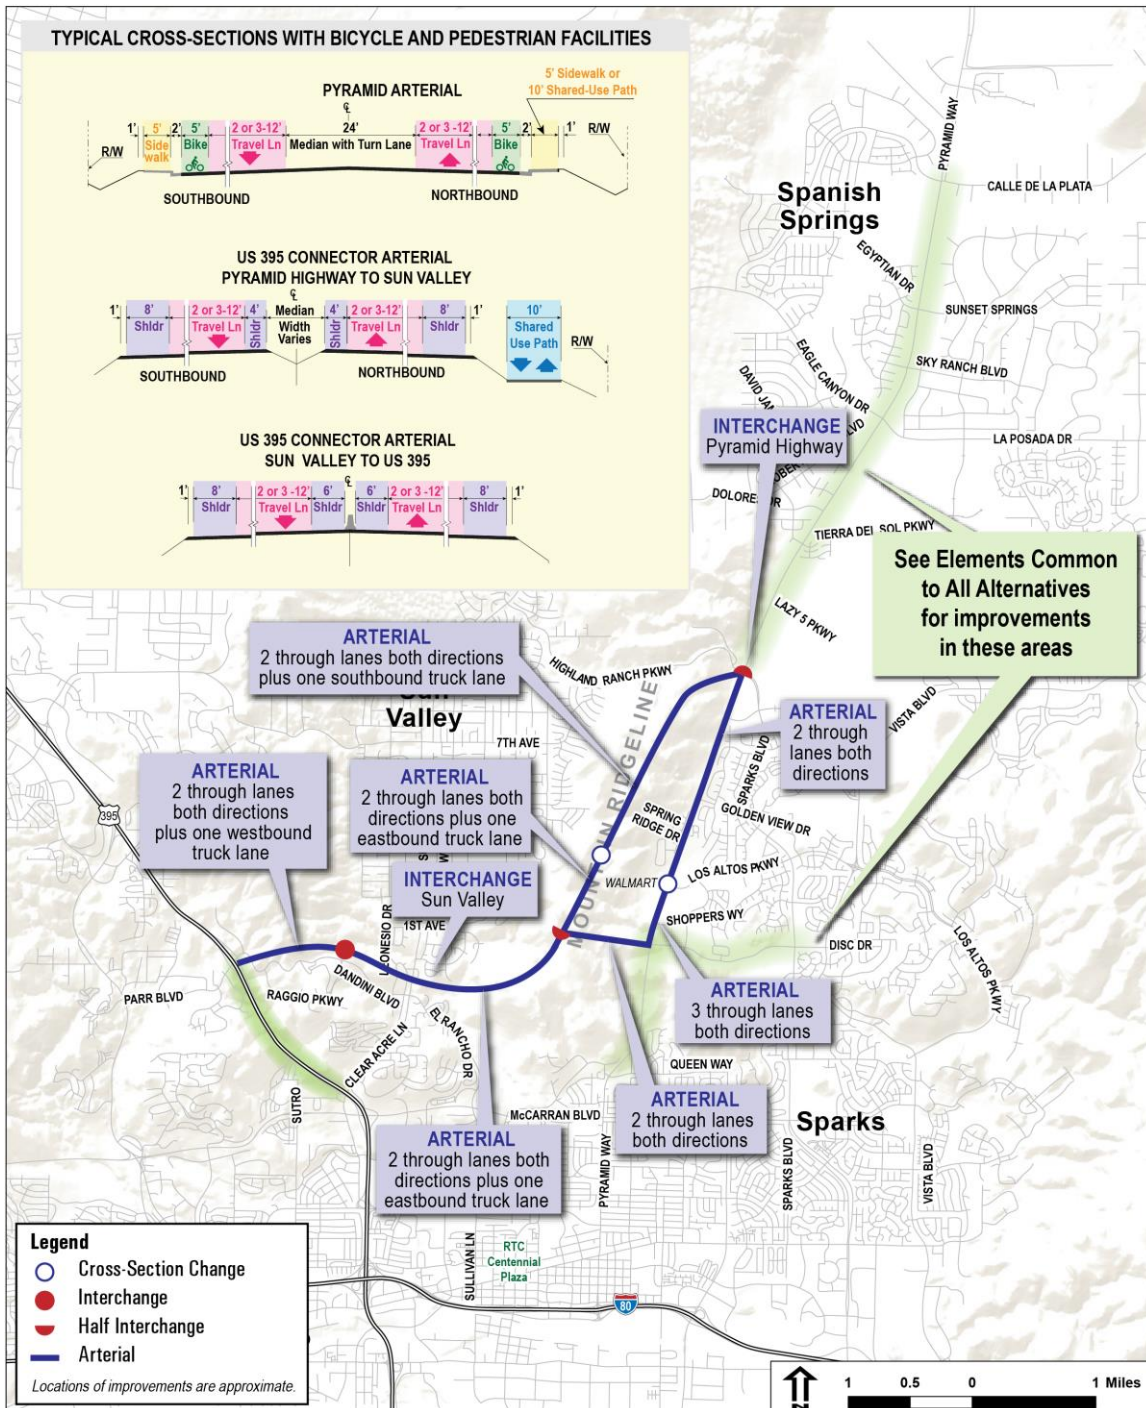 TYPICAL CROSS-SECTIONS WITH BICYCLE AND PEDESTRIAN FACILITIES
5' Sidewalk or
10' Shared-Use Path
PYRAMID ARTERIAL
℄
1' 5' 2' 5' 2 or 3-12' 24' 2 or 3 -12' 5' 2' 1'
R/W Side walk Bike Travel Ln Median with Turn Lane Travel Ln Bike R/W
SOUTHBOUND NORTHBOUND
US 395 CONNECTOR ARTERIAL
PYRAMID HIGHWAY TO SUN VALLEY
℄
1' 8' 2 or 3-12' 4' Median 4' 2 or 3-12' 8' 1' 10'
Shldr Travel Ln Shldr Width Varies Shldr Travel Ln Shldr Shared Use Path R/W
SOUTHBOUND NORTHBOUND
US 395 CONNECTOR ARTERIAL
SUN VALLEY TO US 395
℄
1' 8' 2 or 3 -12' 6' 6' 2 or 3 -12' 8' 1'
Shldr Travel Ln Shldr Shldr Travel Ln Shldr
PYRAMID WAY
CALLE DE LA PLATA
Spanish
Springs
EGYPTIAN DR
SUNSET SPRINGS
SKY RANCH BLVD
EAGLE CANYON DR
LA POSADA DR
INTERCHANGE
Pyramid Highway
BLVD
TIERRA DEL SOL PKWY
See Elements Common
to All Alternatives
for improvements
in these areas
LAZY 5 PKWY
ARTERIAL
2 through lanes both directions
plus one southbound truck lane
HIGHLAND RANCH PKWY
VISTA BLVD
Valley
MOUNTAIN RIDGELINE
ARTERIAL
2 through
lanes both
directions
7TH AVE
SPARKS BLVD
ARTERIAL
2 through lanes
both directions
plus one westbound
truck lane
ARTERIAL
2 through lanes both
directions plus one
eastbound truck lane
395
SPRING
RIDGE DR
GOLDEN VIEW DR
LOS ALTOS PKWY
WALMART
INTERCHANGE
Sun Valley
1ST AVE
SHOPPERS WY
DISC DR
LOS ALTOS PKWY
DANDINI BLVD
PARR BLVD
RAGGIO PKWY
EL RANCHO DR
CLEAR ACRE LN
ARTERIAL
3 through lanes
both directions
QUEEN WAY
SUTRO
McCARRAN BLVD
ARTERIAL
2 through lanes
both directions
Sparks
ARTERIAL
2 through lanes both
directions plus one
eastbound truck lane
PYRAMID WAY
SPARKS BLVD
VISTA BLVD
SULLIVAN LN
RTC
Centennial
Plaza
80
Legend
Cross-Section Change
Interchange
Half Interchange
Arterial
Locations of improvements are approximate.
1 0.5 0 1 Miles